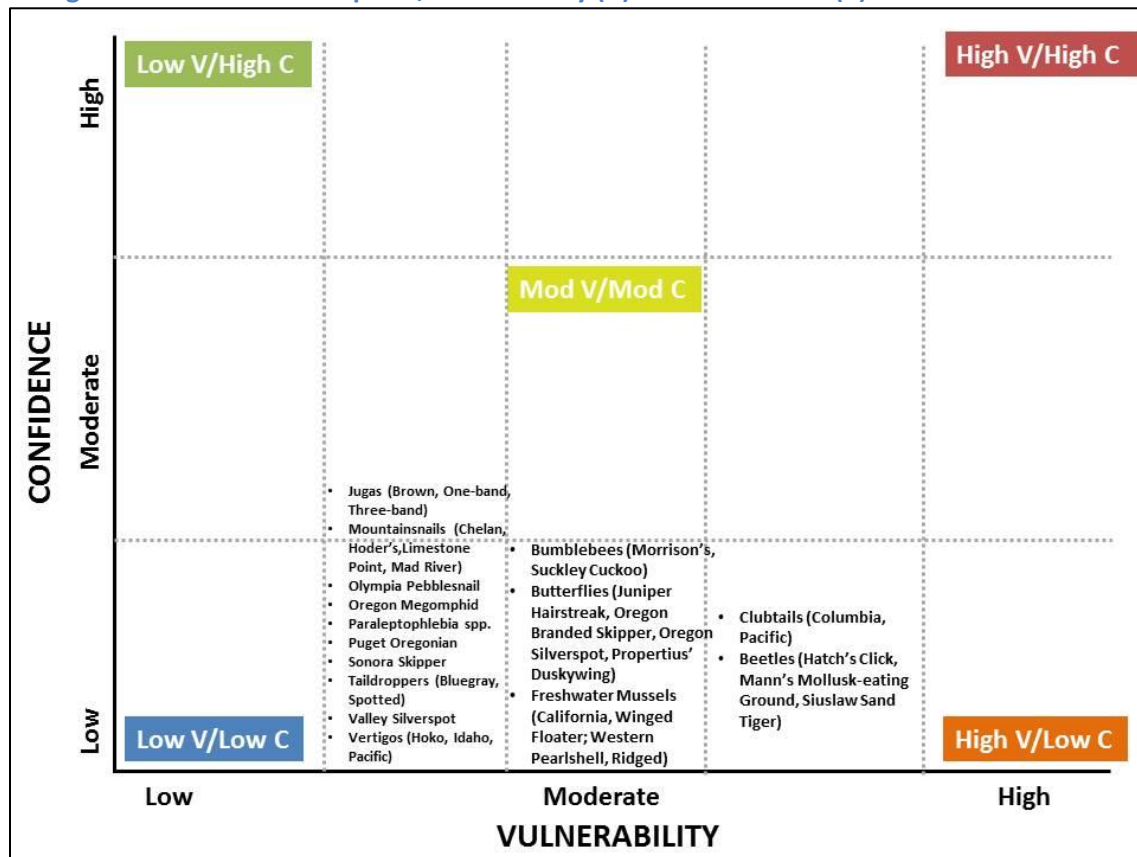 Low V/High C
High V/High C
Mod V/Mod C
Low V/Low C
High V/Low C
CONFIDENCE
High
Moderate
Low
• Jugas (Brown, One-band,
Three-band)
• Mountainsnails (Chelan,
Hoder's,Limestone
Point, Mad River)
• Olympia Pebblesnail
• Oregon Megomphid
• Paraleptophlebia spp.
• Puget Oregonian
• Sonora Skipper
• Taildroppers (Bluegray,
Spotted)
• Valley Silverspot
• Vertigos (Hoko, Idaho,
Pacific)
• Bumblebees (Morrison's,
Suckley Cuckoo)
• Butterflies (Juniper
Hairstreak, Oregon
Branded Skipper, Oregon
Silverspot, Propertius'
Duskywing)
• Freshwater Mussels
(California, Winged
Floater; Western
Pearlshell, Ridged)
• Clubtails (Columbia,
Pacific)
• Beetles (Hatch's Click,
Mann's Mollusk-eating
Ground, Siuslaw Sand
Tiger)
Low
Moderate
High
VULNERABILITY